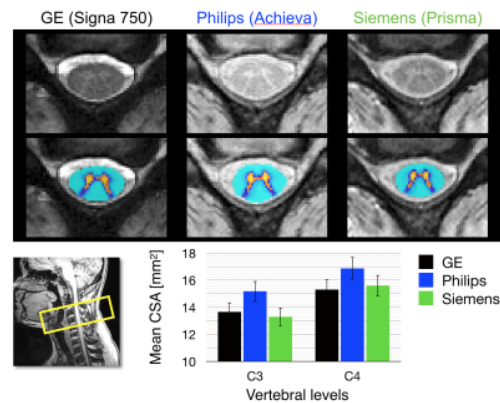 GE (Signa 750) Philips (Achieva) Siemens (Prisma)
Mean CSA [mm²]
18
16
14
12
10
C3 C4
Vertebral levels
GE
Philips
Siemens